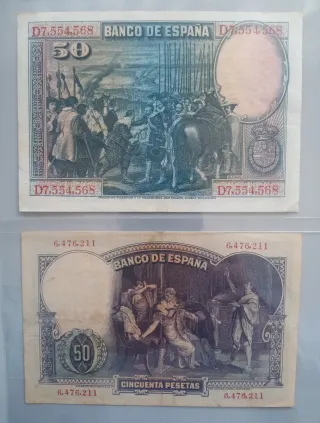 D7,554,568 BANCO DE ESPAÑA D7,554,568
50
D7,554,568 D7,554,568
6,476,211 6,476,211
BANCO DE ESPAÑA
50
CINCUENTA PESETAS
6,476,211 6,476,211